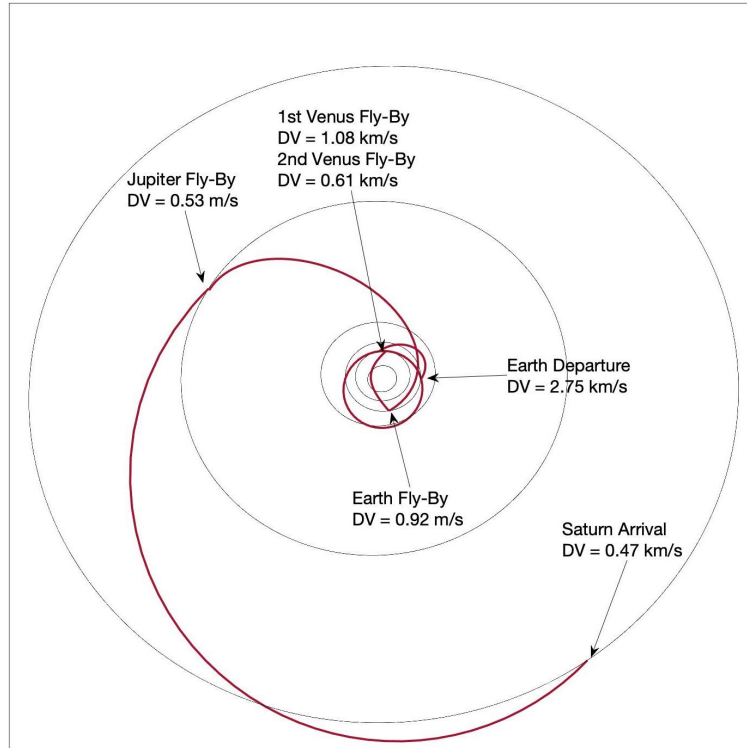 1st Venus Fly-By
DV = 1.08 km/s
2nd Venus Fly-By
DV = 0.61 km/s
Jupiter Fly-By
DV = 0.53 m/s
Earth Departure
DV = 2.75 km/s
Earth Fly-By
DV = 0.92 m/s
Saturn Arrival
DV = 0.47 km/s